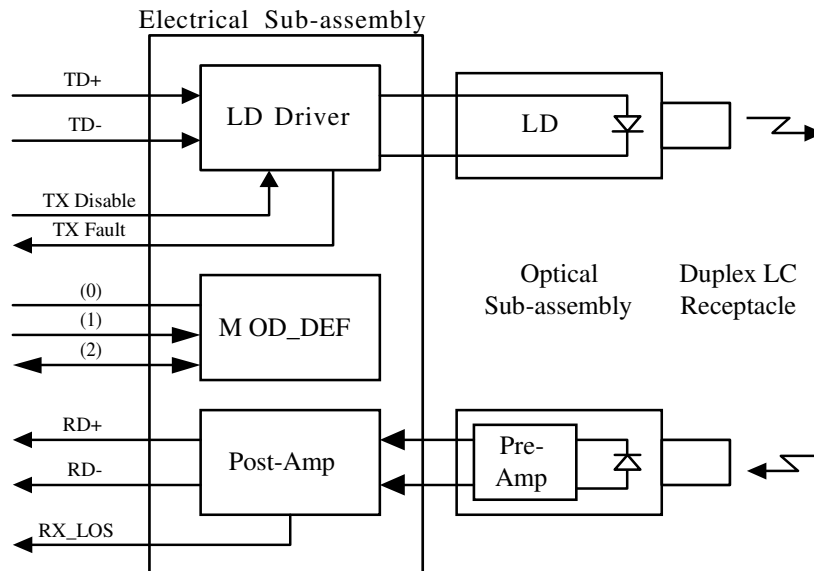 Electrical Sub-assembly
TD+
TD-
LD Driver
LD
TX Disable
TX Fault
(0)
(1)
(2)
M OD_DEF
Optical
Sub-assembly
Duplex LC
Receptacle
RD+
RD-
Post-Amp
Pre-
Amp
RX_LOS